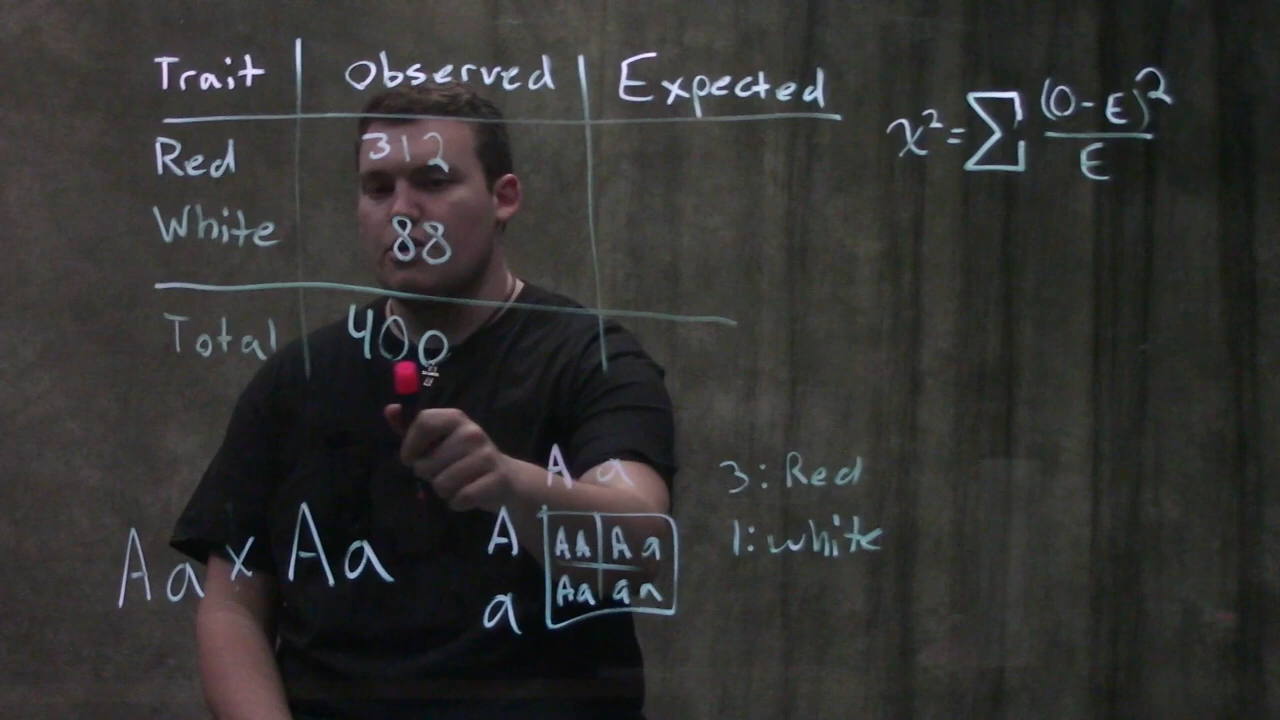 Trait Observed Expected
Red 312
White 88
Total 400
χ²=∑ (O-E)²/E
Aa x Aa
A a
A AA Aa
a Aa aa
3: Red
1: white